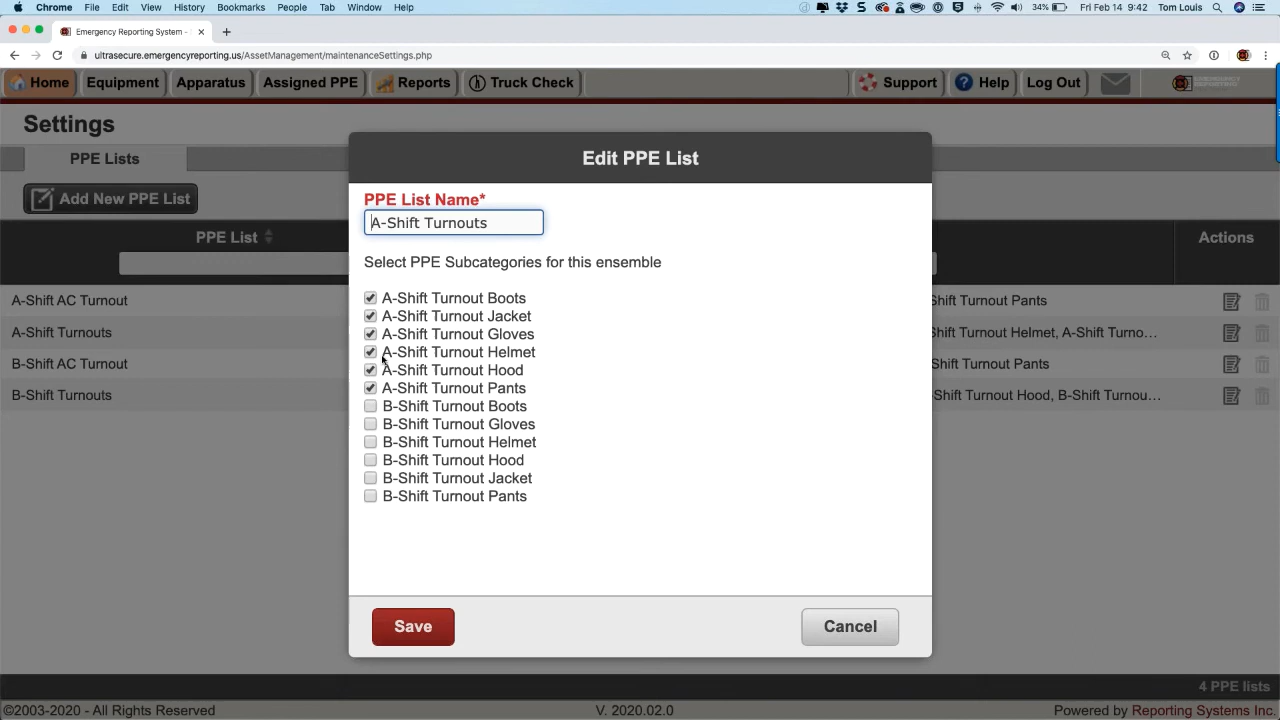 Chrome File Edit View History Bookmarks People Tab Window Help 34% Fri Feb 14 9:42 Tom Louis
Emergency Reporting System -
ultrasecure.emergencyreporting.us/AssetManagement/maintenanceSettings.php
Home Equipment Apparatus Assigned PPE Reports Truck Check Support Help Log Out
Settings
Edit PPE List
PPE Lists
Add New PPE List
PPE List Name*
A-Shift Turnouts
PPE List Actions
Select PPE Subcategories for this ensemble
A-Shift AC Turnout A-Shift Turnout Boots Shift Turnout Pants
A-Shift Turnout Jacket
A-Shift Turnouts A-Shift Turnout Gloves Shift Turnout Helmet, A-Shift Turno...
A-Shift Turnout Helmet
B-Shift AC Turnout A-Shift Turnout Hood Shift Turnout Pants
A-Shift Turnout Pants
B-Shift Turnouts B-Shift Turnout Boots Shift Turnout Hood, B-Shift Turnou...
B-Shift Turnout Gloves
B-Shift Turnout Helmet
B-Shift Turnout Hood
B-Shift Turnout Jacket
B-Shift Turnout Pants
Save Cancel
4 PPE lists
©2003-2020 - All Rights Reserved V. 2020.02.0 Powered by Reporting Systems Inc.